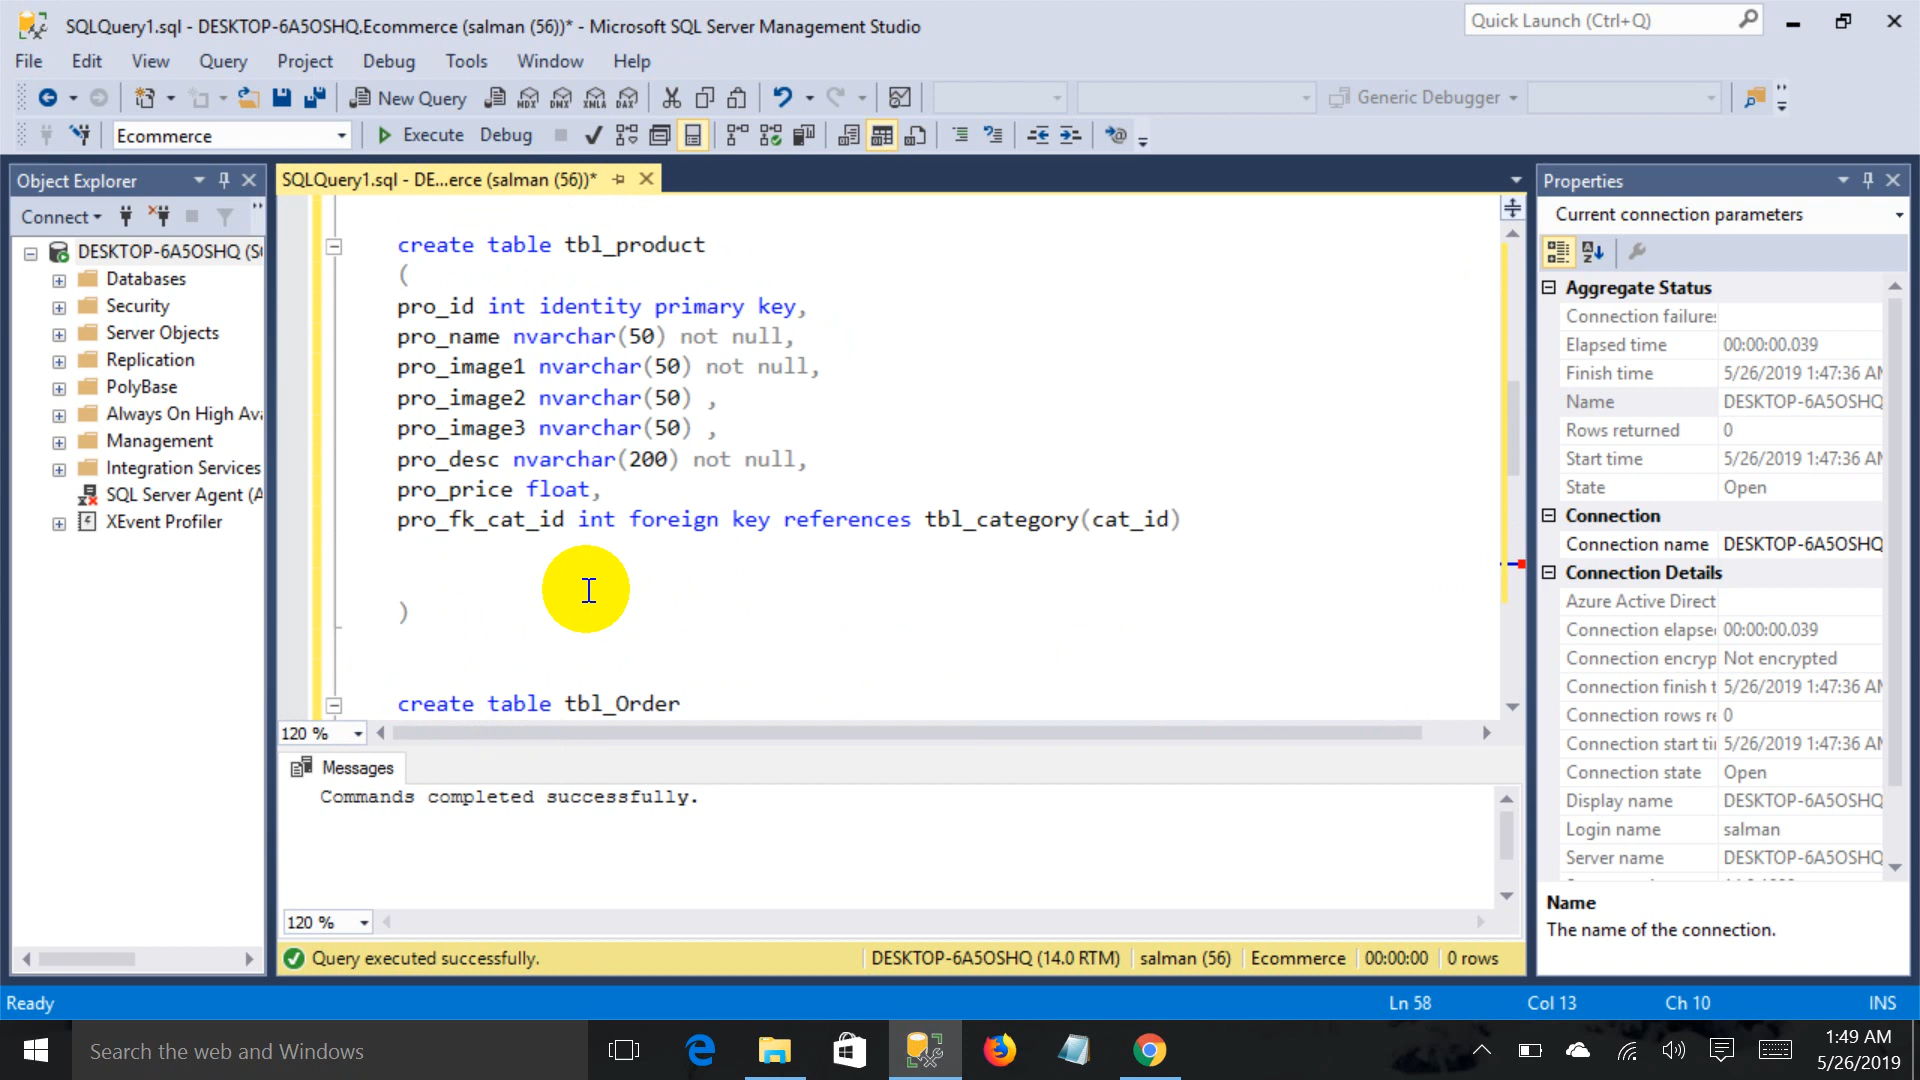 SQLQuery1.sql - DESKTOP-6A5OSHQ.Ecommerce (salman (56))* - Microsoft SQL Server Management Studio
Quick Launch (Ctrl+Q)
File Edit View Query Project Debug Tools Window Help
New Query MDX DMX XMLA DAX Generic Debugger
Ecommerce Execute Debug
Object Explorer
Connect
DESKTOP-6A5OSHQ (S
Databases
Security
Server Objects
Replication
PolyBase
Always On High Ava
Management
Integration Services
SQL Server Agent (A
XEvent Profiler
SQLQuery1.sql - DE...erce (salman (56))*
create table tbl_product
(
pro_id int identity primary key,
pro_name nvarchar(50) not null,
pro_image1 nvarchar(50) not null,
pro_image2 nvarchar(50) ,
pro_image3 nvarchar(50) ,
pro_desc nvarchar(200) not null,
pro_price float,
pro_fk_cat_id int foreign key references tbl_category(cat_id)
)
create table tbl_Order
120 %
Messages
Commands completed successfully.
120 %
Query executed successfully.
DESKTOP-6A5OSHQ (14.0 RTM) salman (56) Ecommerce 00:00:00 0 rows
Properties
Current connection parameters
Aggregate Status
Connection failures
Elapsed time 00:00:00.039
Finish time 5/26/2019 1:47:36 AM
Name DESKTOP-6A5OSHQ
Rows returned 0
Start time 5/26/2019 1:47:36 AM
State Open
Connection
Connection name DESKTOP-6A5OSHQ
Connection Details
Azure Active Direct
Connection elapse 00:00:00.039
Connection encryp Not encrypted
Connection finish t 5/26/2019 1:47:36 AM
Connection rows re 0
Connection start ti 5/26/2019 1:47:36 AM
Connection state Open
Display name DESKTOP-6A5OSHQ
Login name salman
Server name DESKTOP-6A5OSHQ
Name
The name of the connection.
Ready Ln 58 Col 13 Ch 10 INS
Search the web and Windows
1:49 AM
5/26/2019